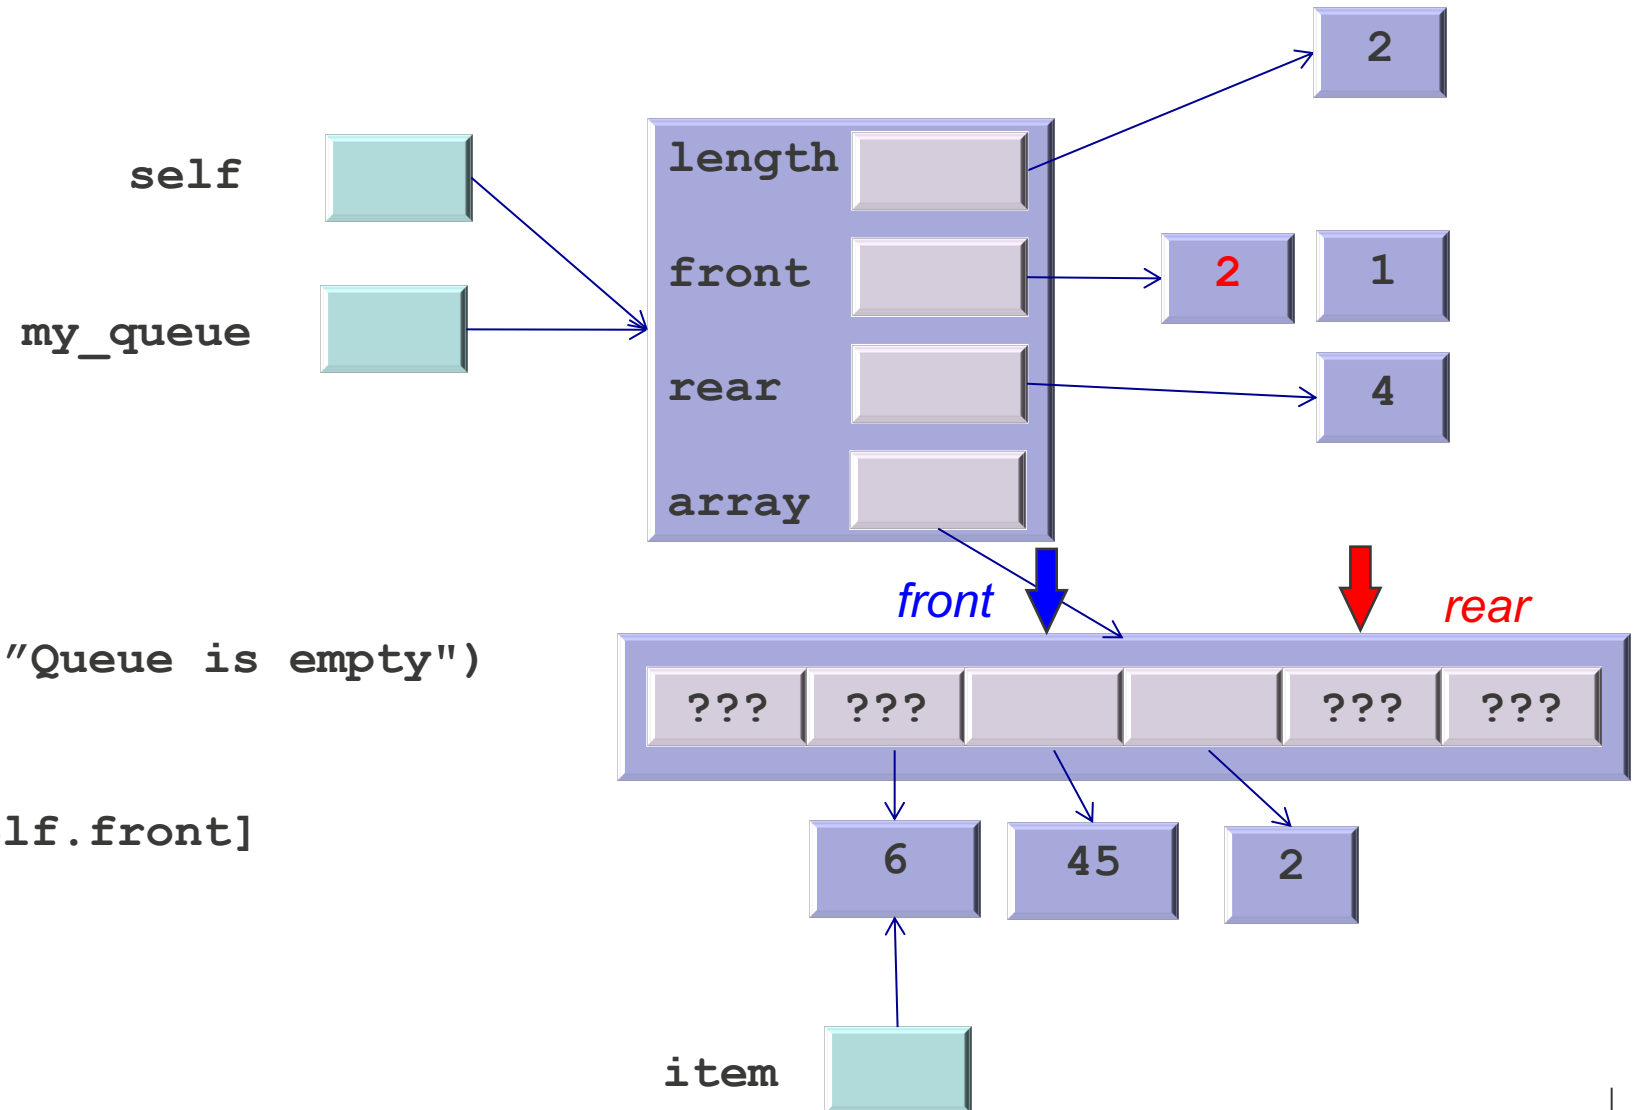 2
self
length
front
2
1
my_queue
rear
4
array
front
rear
″Queue is empty")
??? ??? ??? ???
lf.front]
6
45
2
item